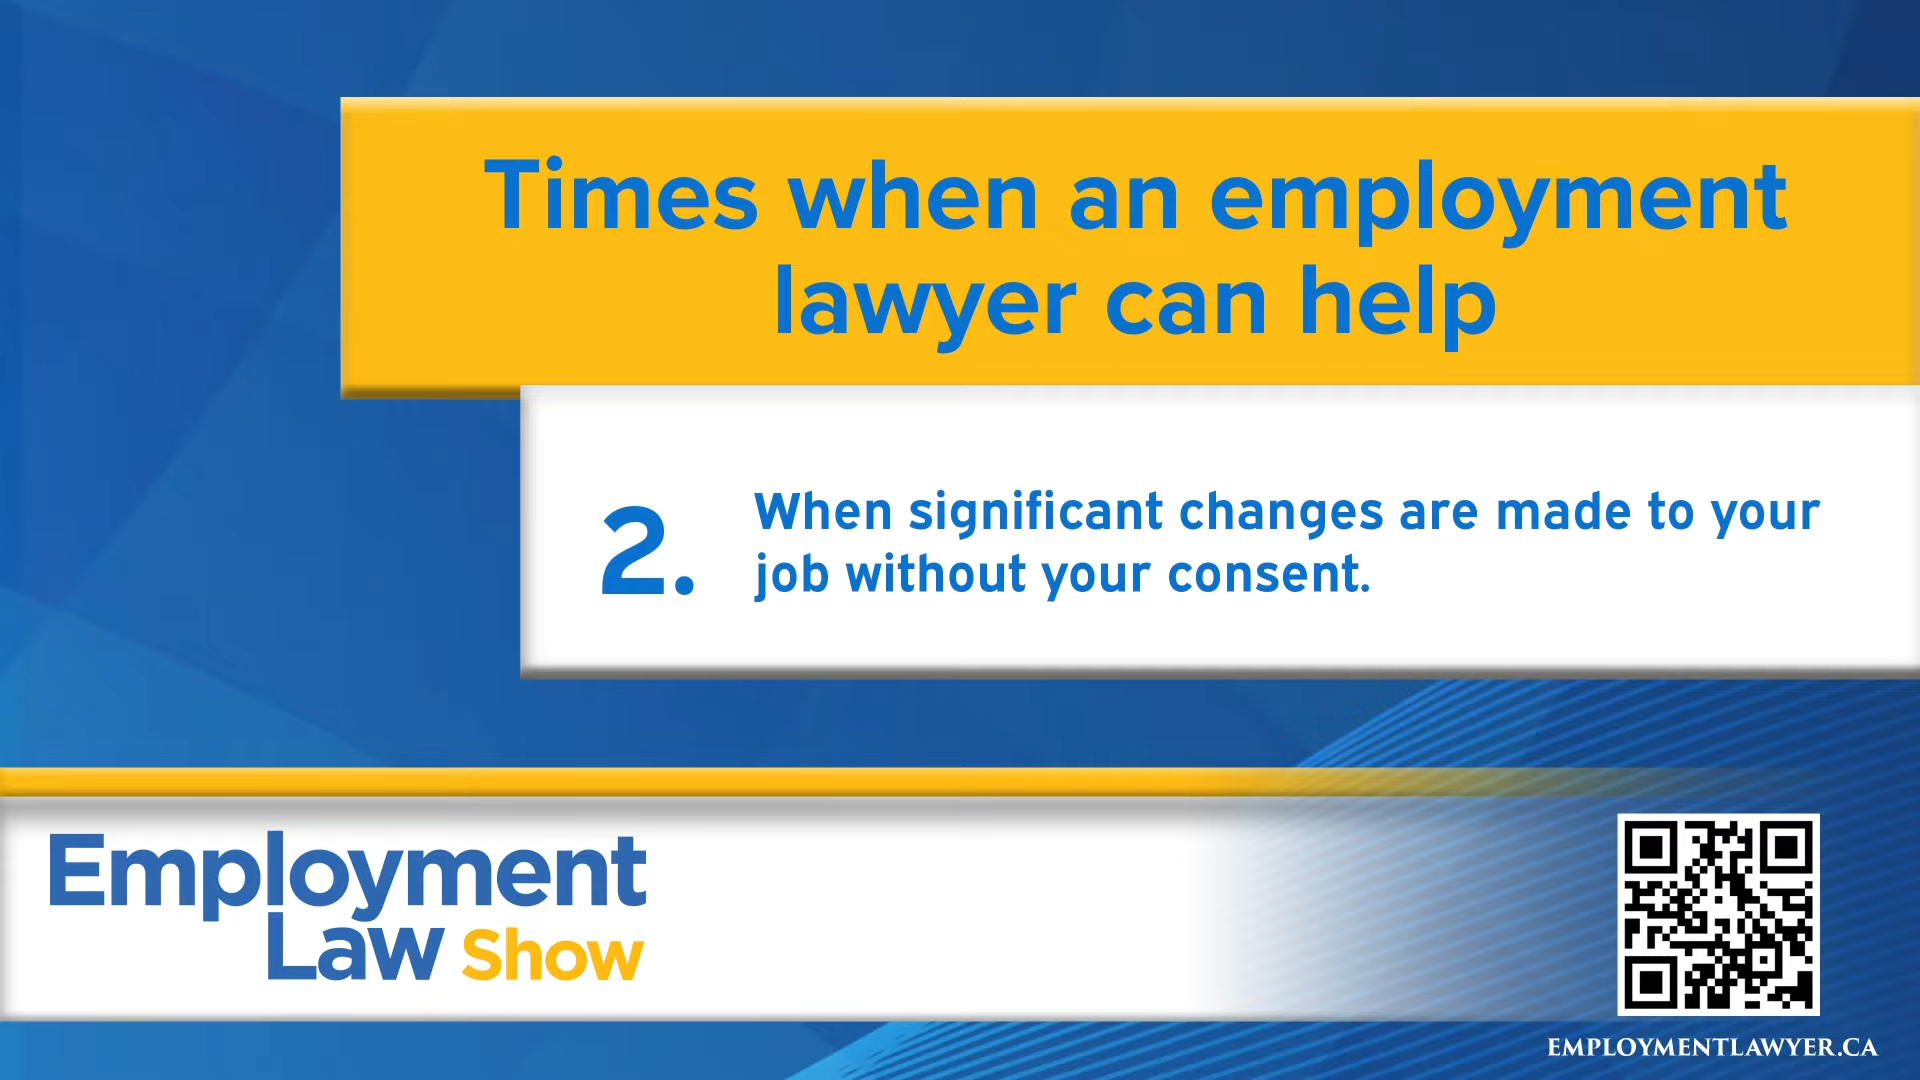 Times when an employment
lawyer can help
2. When significant changes are made to your
job without your consent.
Employment
Law Show
EMPLOYMENTLAWYER.CA